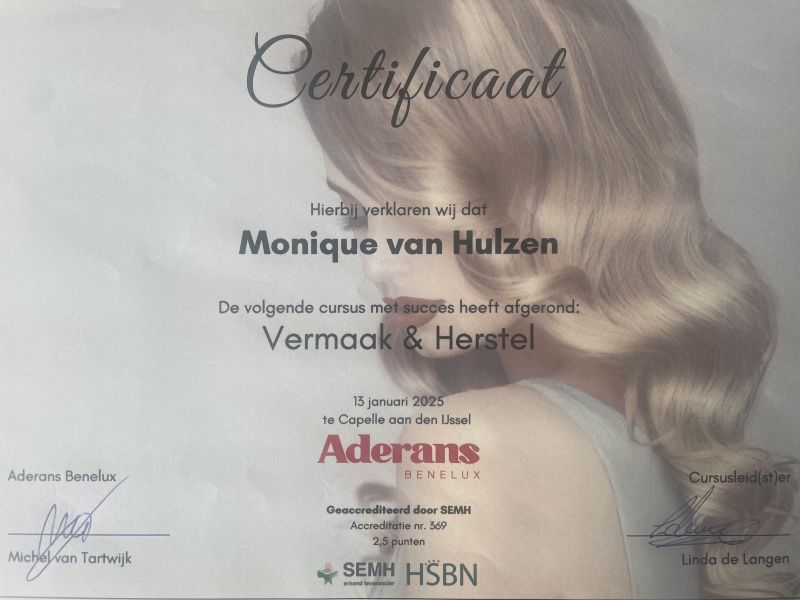 Certificaat
Hierbij verklaren wij dat
Monique van Hulzen
De volgende cursus met succes heeft afgerond:
Vermaak & Herstel
13 januari 2025
te Capelle aan den IJssel
Aderans
BENELUX
Aderans Benelux
Cursusleid(st)er
Geaccrediteerd door SEMH
Accreditatie nr. 369
2,5 punten
Michel van Tartwijk
Linda de Langen
SEMH
erkend leverancier
HSBN